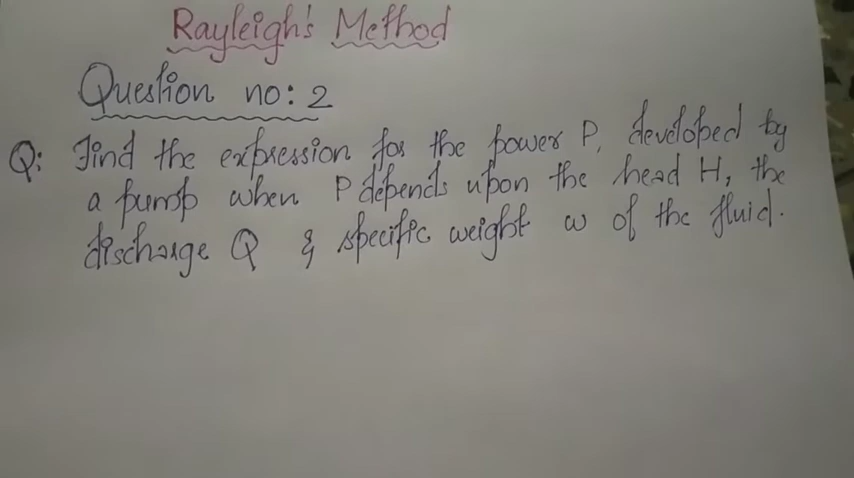 Rayleigh's Method
Question no: 2
Q: Find the expression for the power P, developed by
a pump when P depends upon the head H, the
discharge Q & specific weight w of the fluid.